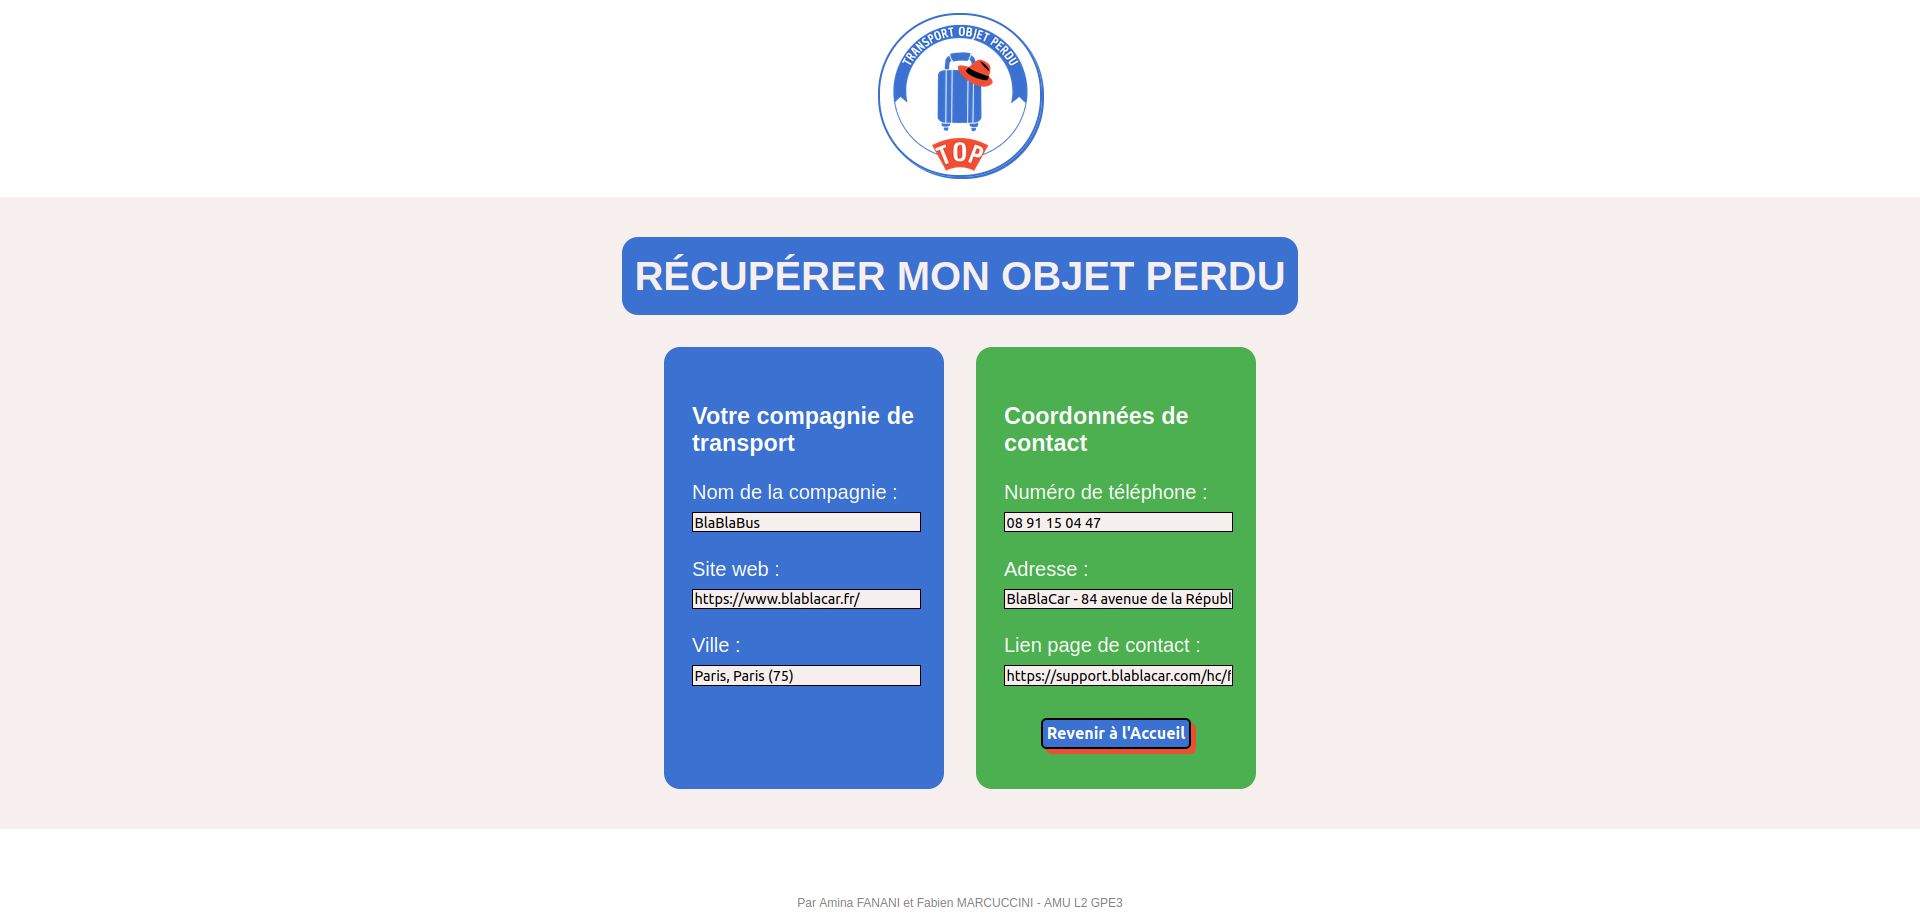 TRANSPORT OBJET PERDU
TOP
RÉCUPÉRER MON OBJET PERDU
Votre compagnie de
transport
Nom de la compagnie :
BlaBlaBus
Site web :
https://www.blablacar.fr/
Ville :
Paris, Paris (75)
Coordonnées de
contact
Numéro de téléphone :
08 91 15 04 47
Adresse :
BlaBlaCar - 84 avenue de la Républ
Lien page de contact :
https://support.blablacar.com/hc/f
Revenir à l'Accueil
Par Amina FANANI et Fabien MARCUCCINI - AMU L2 GPE3